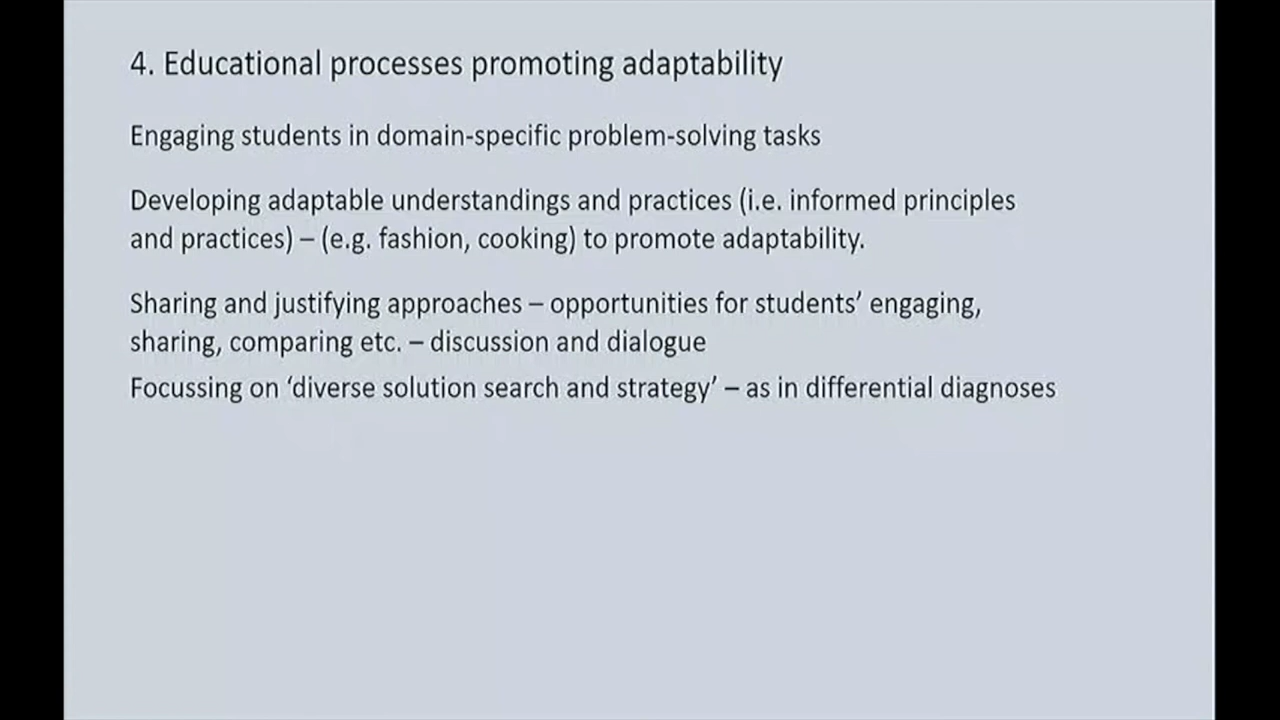 4. Educational processes promoting adaptability
Engaging students in domain-specific problem-solving tasks
Developing adaptable understandings and practices (i.e. informed principles
and practices) – (e.g. fashion, cooking) to promote adaptability.
Sharing and justifying approaches – opportunities for students’ engaging,
sharing, comparing etc. – discussion and dialogue
Focussing on ‘diverse solution search and strategy’ – as in differential diagnoses